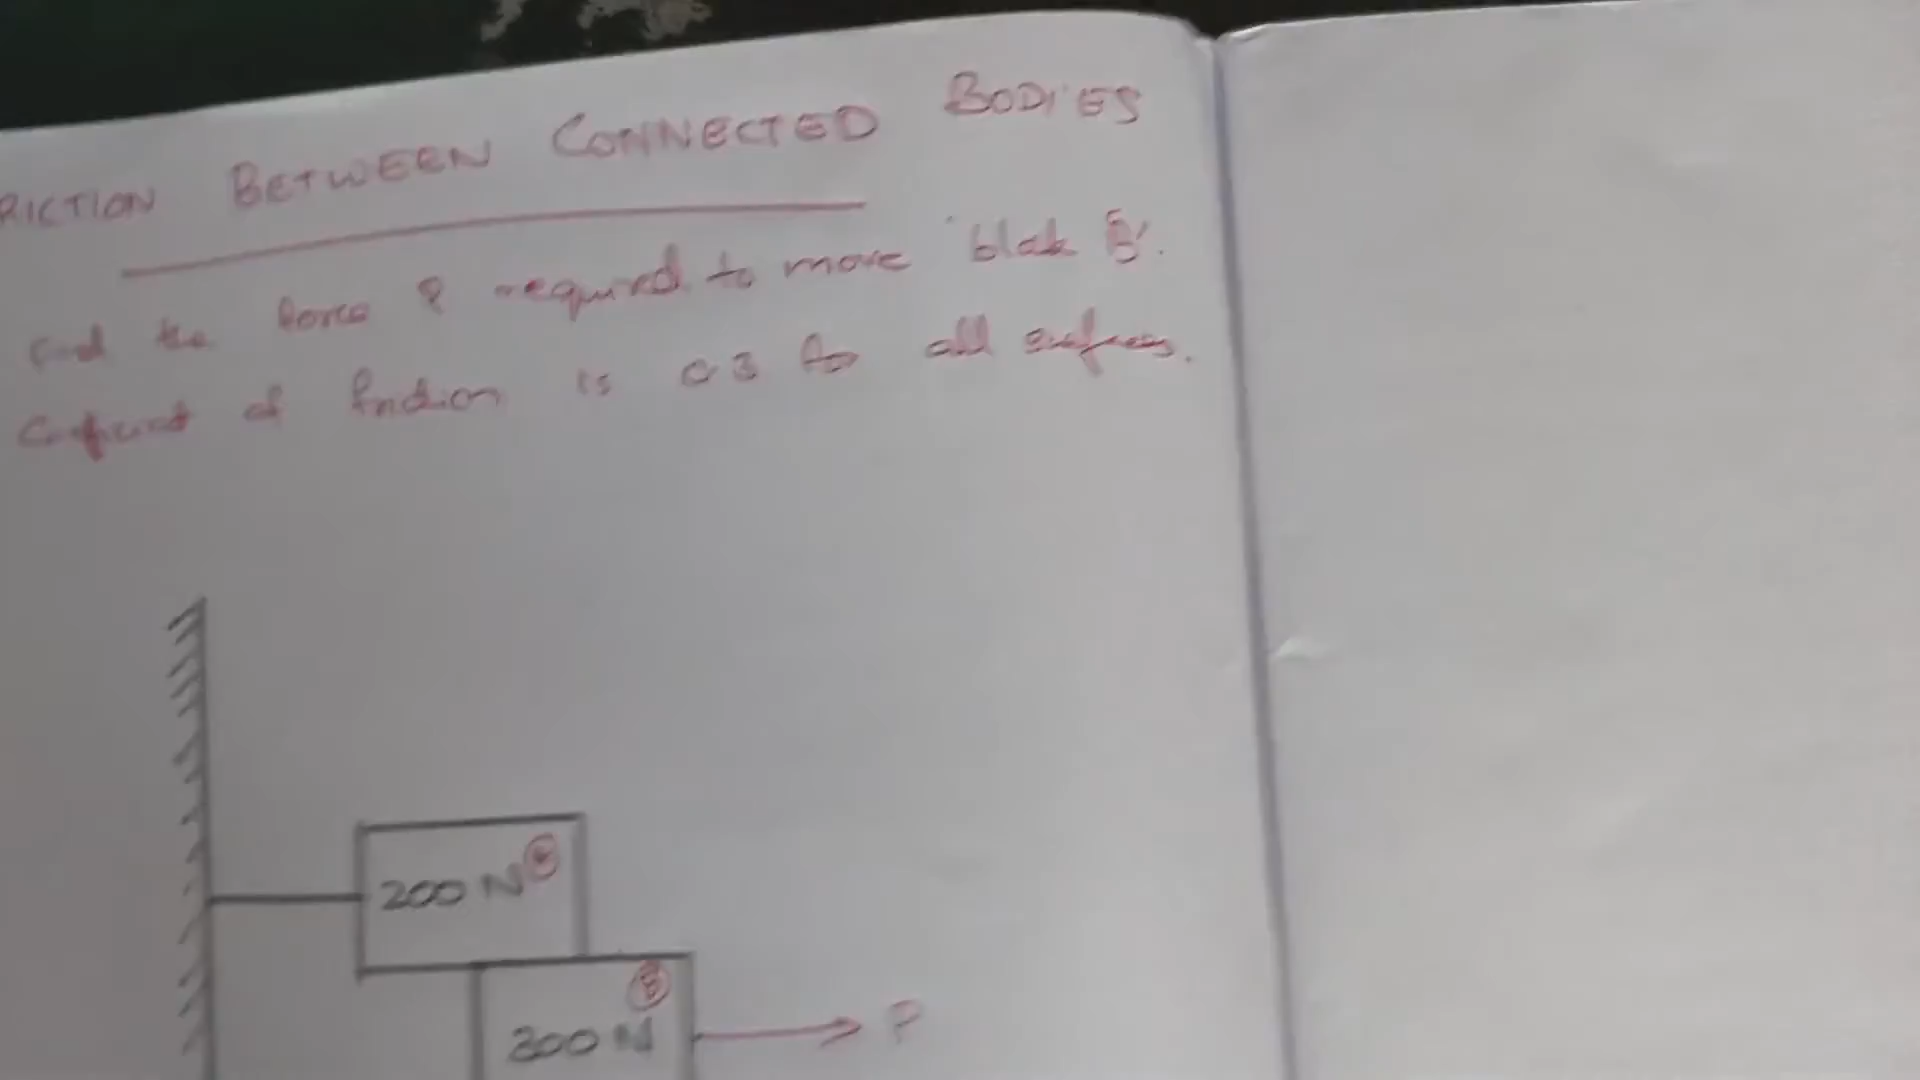 RICTION BETWEEN CONNECTED BODIES
Find the force P required to move block 'B'.
Coefficient of friction is 0.3 for all surfaces.
200 N
B
300 N
P